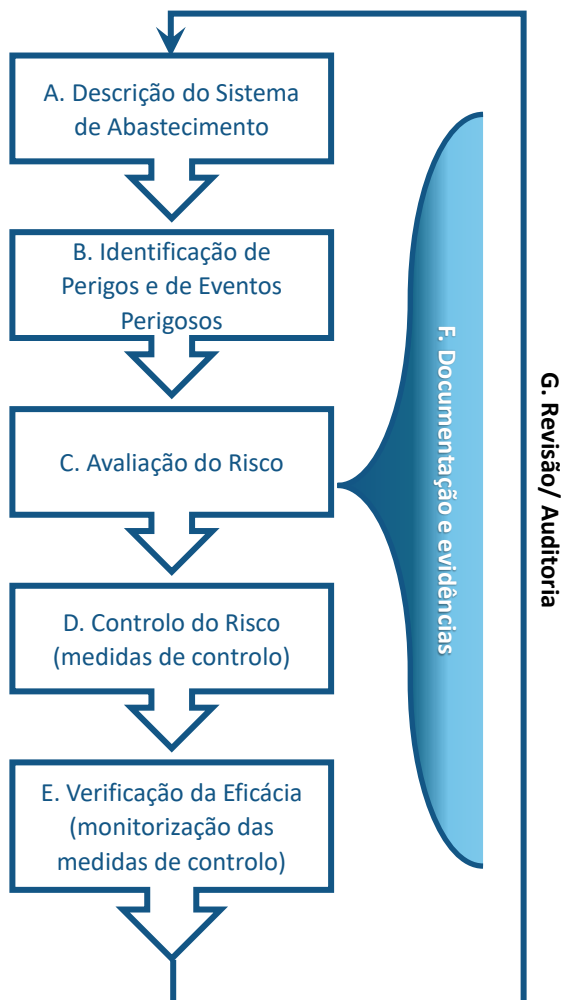 A. Descrição do Sistema
de Abastecimento
B. Identificação de
Perigos e de Eventos
Perigosos
C. Avaliação do Risco
D. Controlo do Risco
(medidas de controlo)
E. Verificação da Eficácia
(monitorização das
medidas de controlo)
F. Documentação e evidências
G. Revisão/ Auditoria